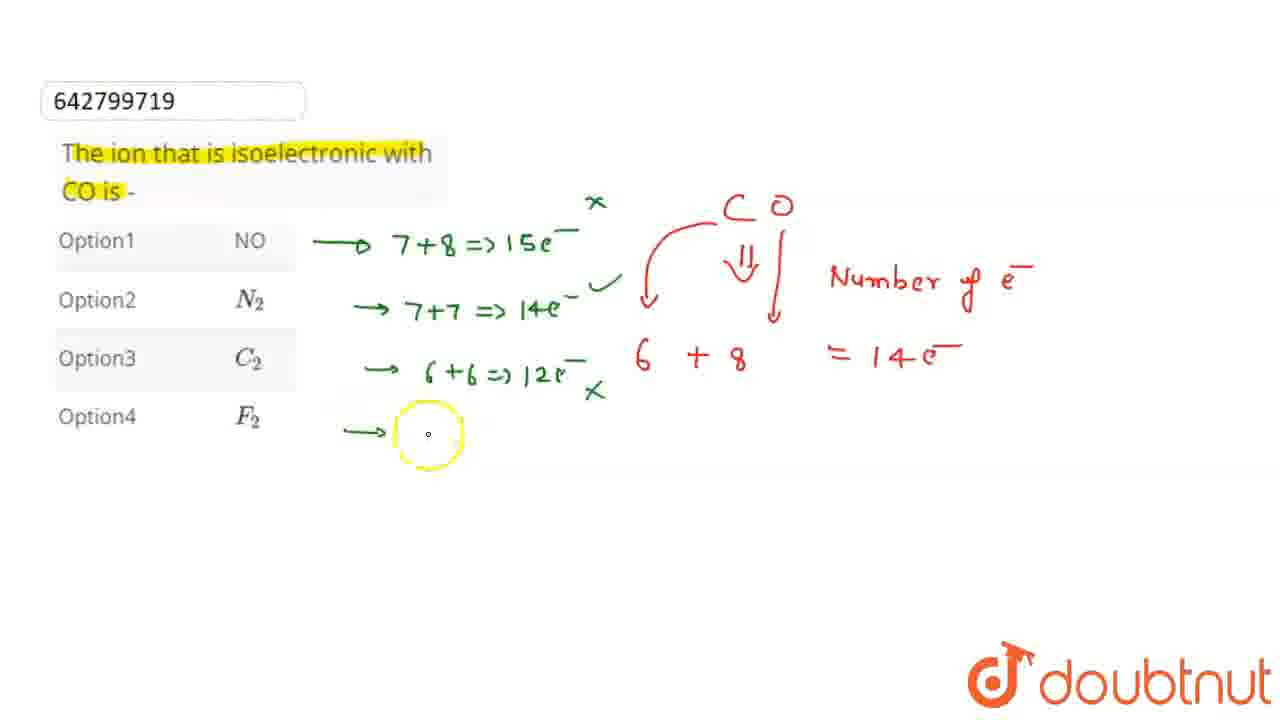 642799719
The ion that is isoelectronic with
CO is -
Option1 NO → 7+8 => 15e⁻ x
Option2 N₂ → 7+7 => 14e⁻ ✓
Option3 C₂ → 6+6 => 12e⁻ x
Option4 F₂ →
C O
⇓ Number of e⁻
6 + 8 = 14e⁻
doubtnut